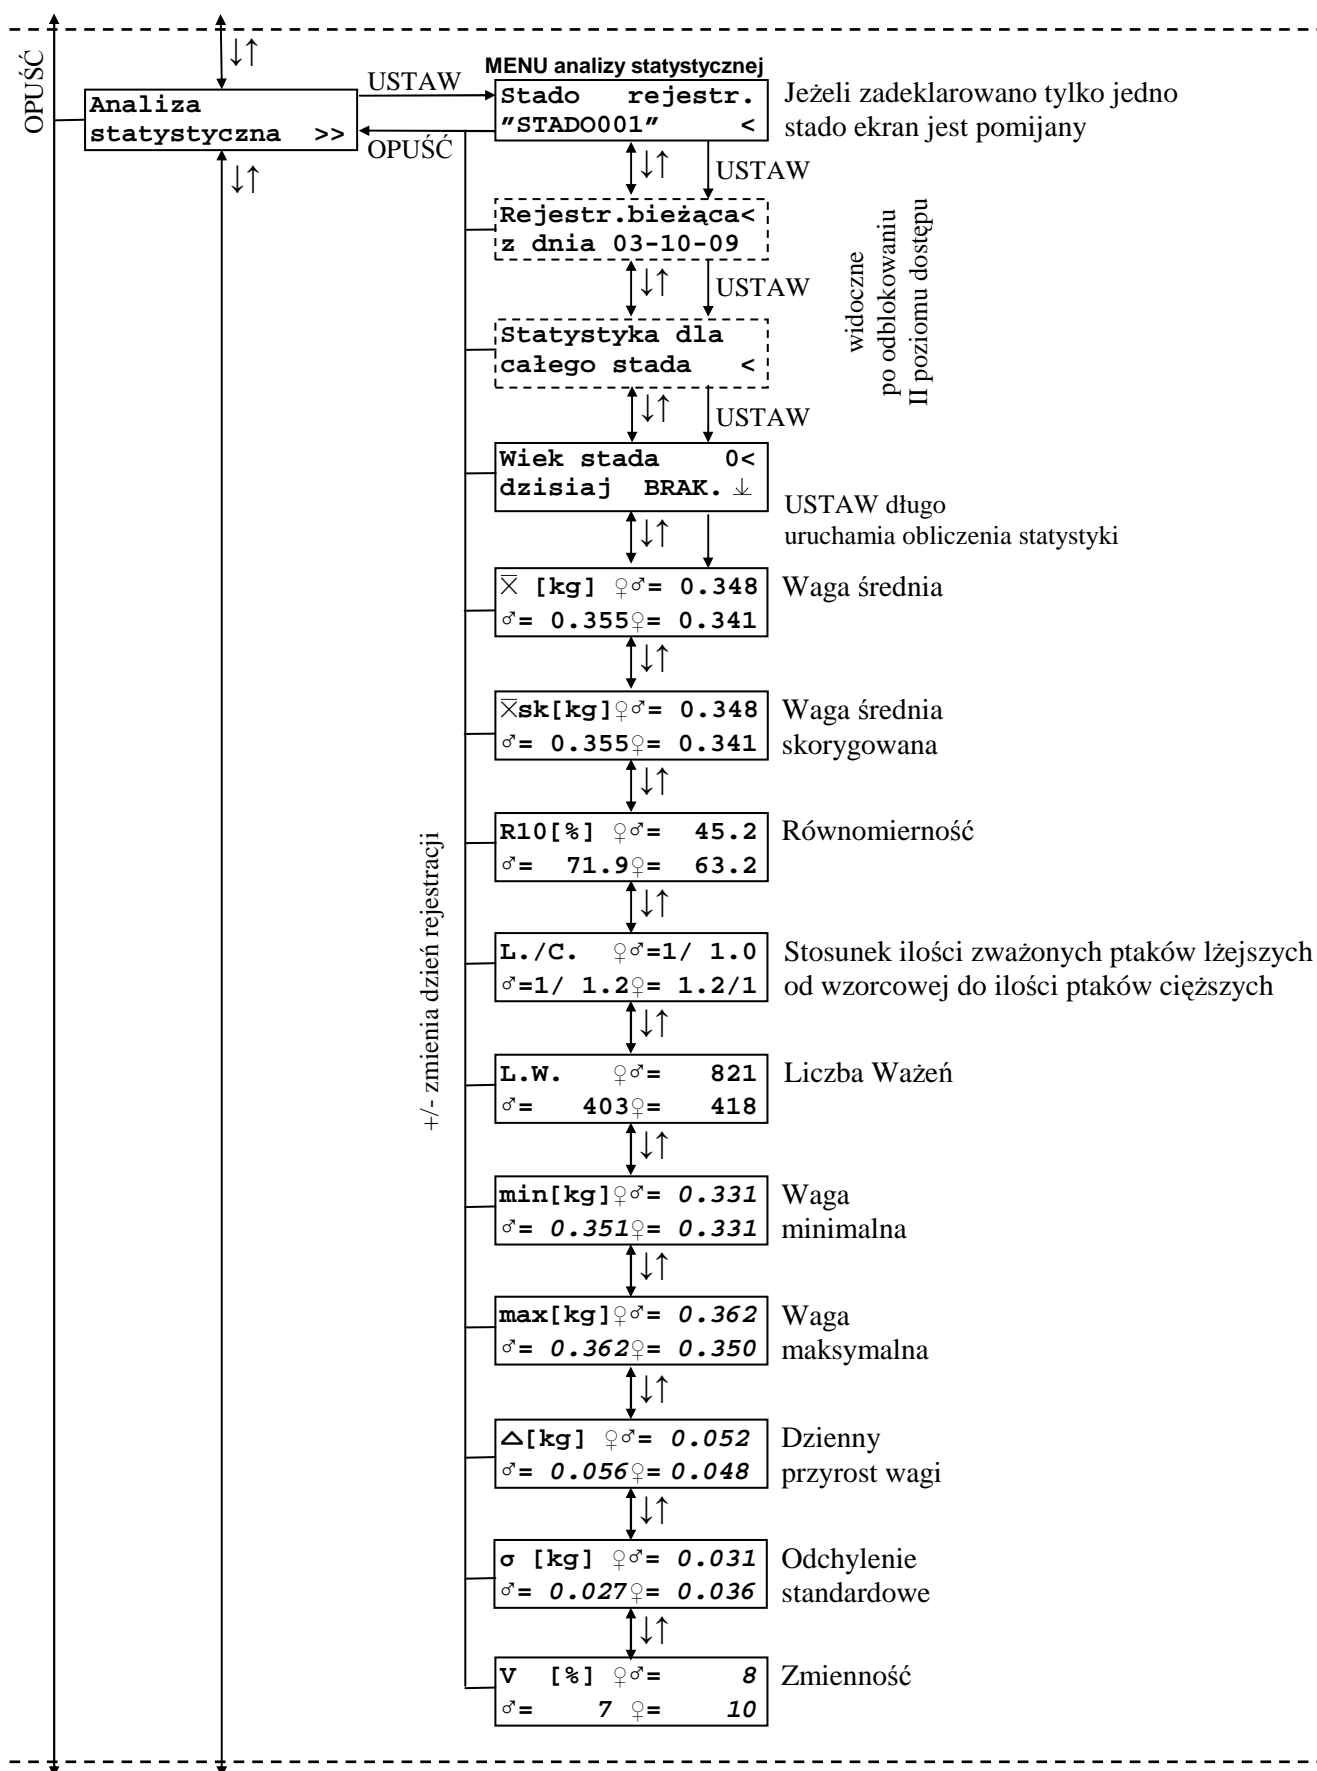 OPUŚĆ
↓↑
Analiza
statystyczna >>
↓↑
USTAW
OPUŚĆ
MENU analizy statystycznej
Stado rejestr.
"STADO001" <
Jeżeli zadeklarowano tylko jedno
stado ekran jest pomijany
↓↑ USTAW
Rejestr.bieżąca<
z dnia 03-10-09
↓↑ USTAW
Statystyka dla
całego stada <
widoczne
po odblokowaniu
II poziomu dostępu
↓↑ USTAW
Wiek stada 0<
dzisiaj BRAK. ↓
USTAW długo
uruchamia obliczenia statystyki
↓↑
X̅ [kg] ♀♂= 0.348
♂= 0.355♀= 0.341
Waga średnia
↓↑
X̅sk[kg]♀♂= 0.348
♂= 0.355♀= 0.341
Waga średnia
skorygowana
↓↑
+/- zmienia dzień rejestracji
R10[%] ♀♂= 45.2
♂= 71.9♀= 63.2
Równomierność
↓↑
L./C. ♀♂=1/ 1.0
♂=1/ 1.2♀= 1.2/1
Stosunek ilości zważonych ptaków lżejszych
od wzorcowej do ilości ptaków cięższych
↓↑
L.W. ♀♂= 821
♂= 403♀= 418
Liczba Ważeń
↓↑
min[kg]♀♂= 0.331
♂= 0.351♀= 0.331
Waga
minimalna
↓↑
max[kg]♀♂= 0.362
♂= 0.362♀= 0.350
Waga
maksymalna
↓↑
△[kg] ♀♂= 0.052
♂= 0.056♀= 0.048
Dzienny
przyrost wagi
↓↑
σ [kg] ♀♂= 0.031
♂= 0.027♀= 0.036
Odchylenie
standardowe
↓↑
V [%] ♀♂= 8
♂= 7 ♀= 10
Zmienność